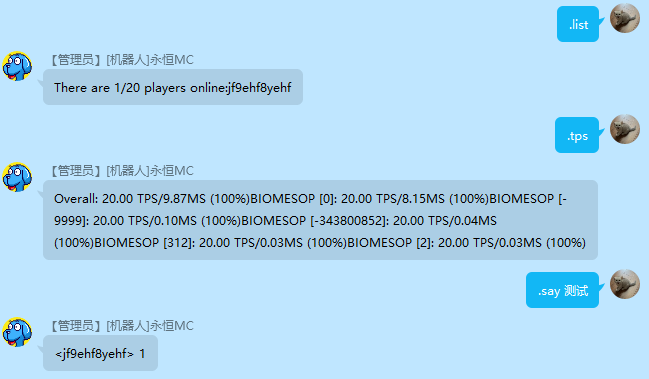 .list
【管理员】[机器人]永恒MC
There are 1/20 players online:jf9ehf8yehf
.tps
【管理员】[机器人]永恒MC
Overall: 20.00 TPS/9.87MS (100%)BIOMESOP [0]: 20.00 TPS/8.15MS (100%)BIOMESOP [-
9999]: 20.00 TPS/0.10MS (100%)BIOMESOP [-343800852]: 20.00 TPS/0.04MS
(100%)BIOMESOP [312]: 20.00 TPS/0.03MS (100%)BIOMESOP [2]: 20.00 TPS/0.03MS (100%)
.say 测试
【管理员】[机器人]永恒MC
<jf9ehf8yehf> 1